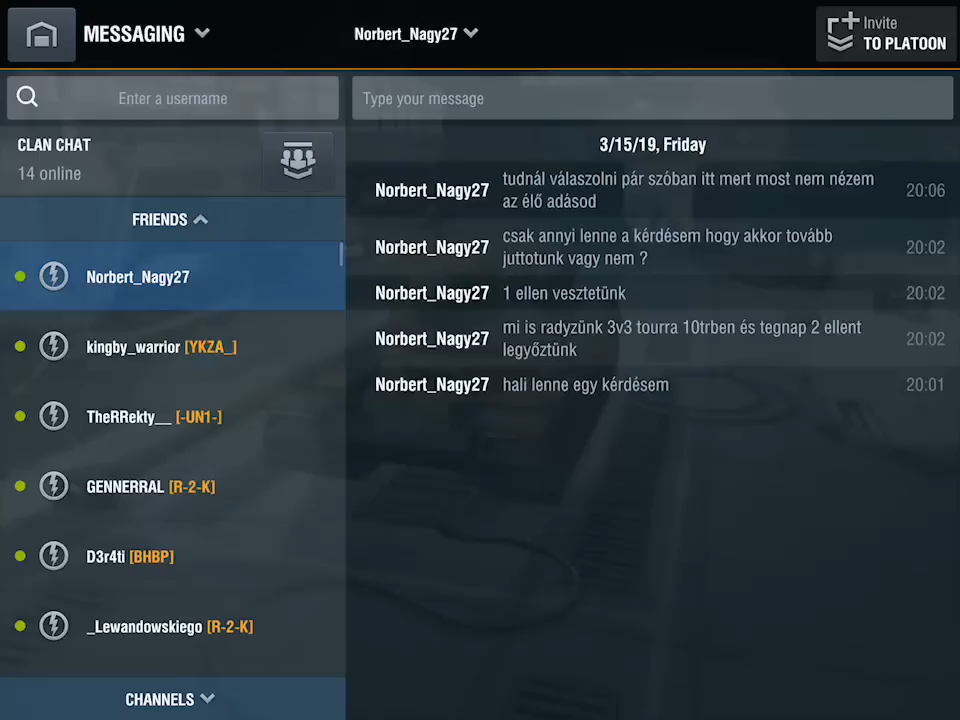 MESSAGING
Norbert_Nagy27
Invite
TO PLATOON
Enter a username
CLAN CHAT
14 online
FRIENDS
Norbert_Nagy27
kingby_warrior [YKZA_]
TheRRekty__ [-UN1-]
GENNERRAL [R-2-K]
D3r4ti [BHBP]
_Lewandowskiego [R-2-K]
CHANNELS
Type your message
3/15/19, Friday
Norbert_Nagy27 tudnál válaszolni pár szóban itt mert most nem nézem 20:06
az élő adásod
Norbert_Nagy27 csak annyi lenne a kérdésem hogy akkor tovább 20:02
juttotunk vagy nem ?
Norbert_Nagy27 1 ellen vesztetünk 20:02
Norbert_Nagy27 mi is radyzünk 3v3 tourra 10trben és tegnap 2 ellent 20:02
legyőztünk
Norbert_Nagy27 hali lenne egy kérdésem 20:01